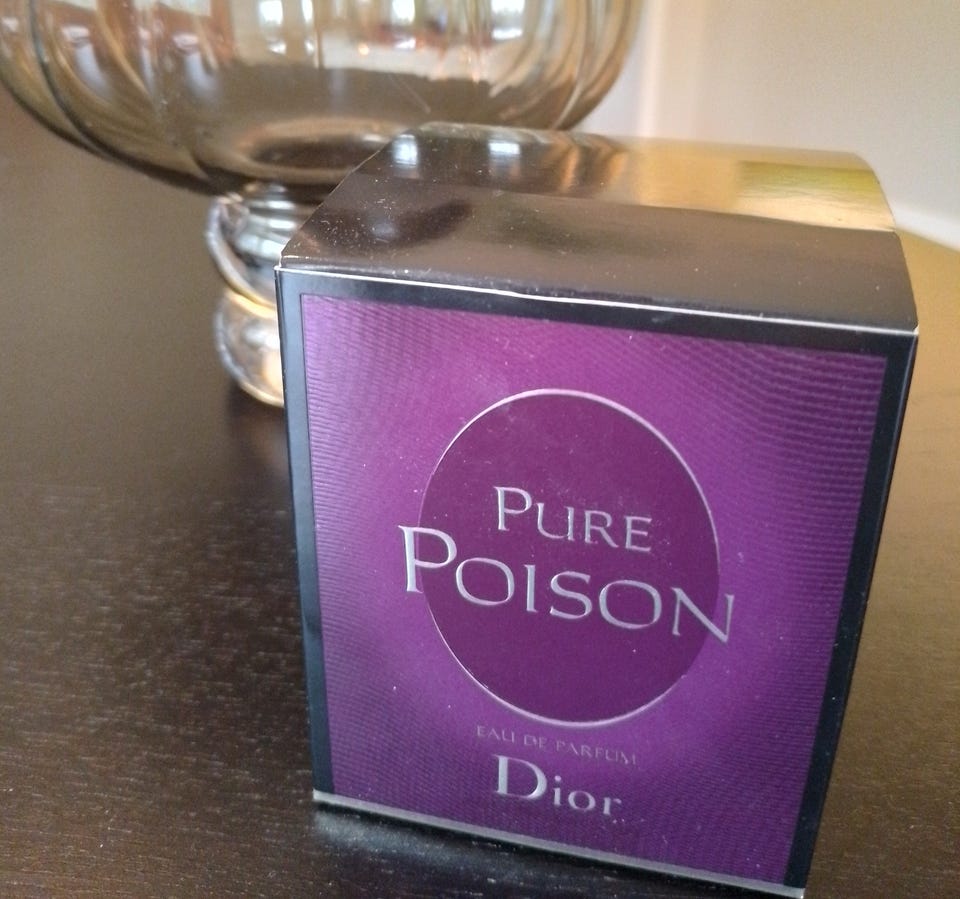 PURE
POISON
EAU DE PARFUM
Dior